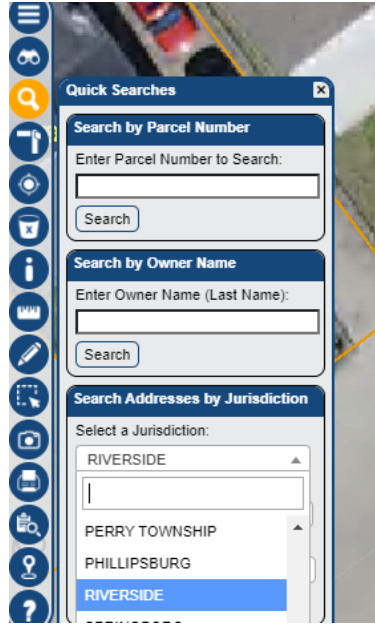 Quick Searches
Search by Parcel Number
Enter Parcel Number to Search:
Search
Search by Owner Name
Enter Owner Name (Last Name):
Search
Search Addresses by Jurisdiction
Select a Jurisdiction:
RIVERSIDE
PERRY TOWNSHIP
PHILLIPSBURG
RIVERSIDE